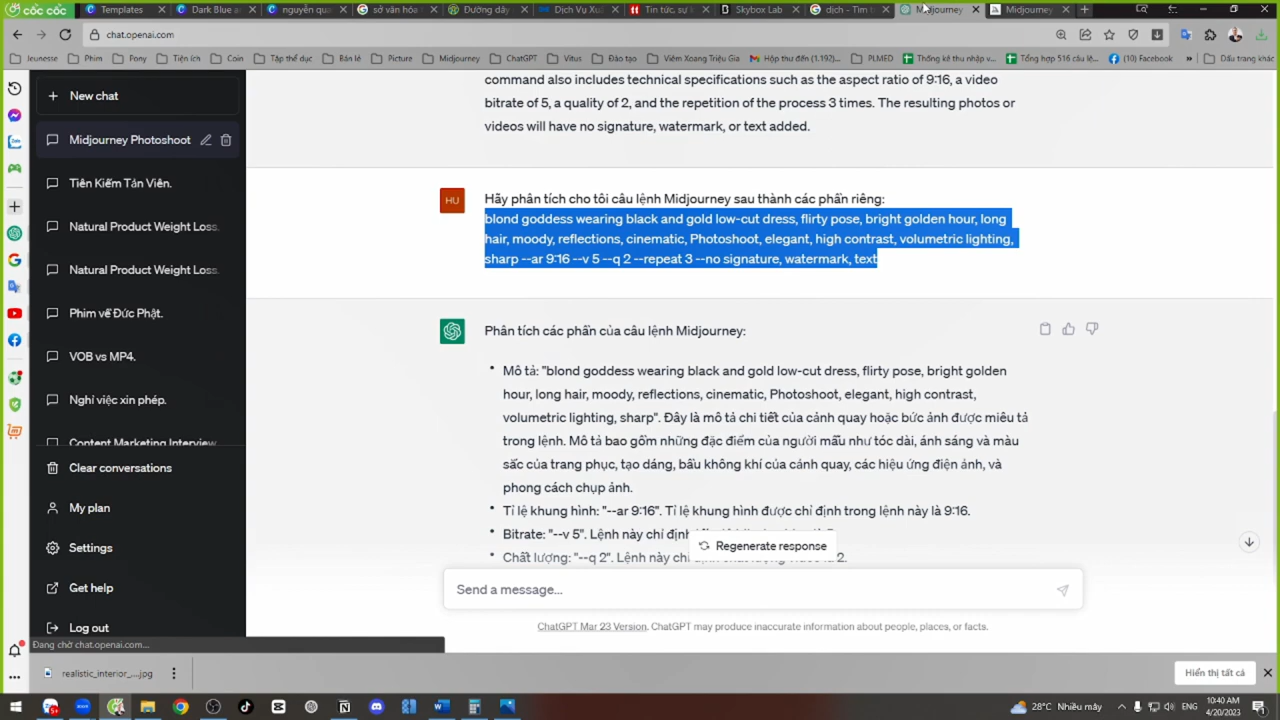 cốc cốc
Templates
Dark Blue a
nguyễn qua
sở văn hóa t
Đường dây
Dịch Vụ Xuấ
Tin tức, sự k
Skybox Lab
dịch - Tìm t
Midjourney
Midjourney
chat.openai.com
Jeunesse
Phim
Pony
Tiện ích
Coin
Tập thể dục
Bán lẻ
Picture
Midjourney
ChatGPT
Vitus
Đào tạo
Viêm Xoang Triệu Gia
Hộp thư đến (1.192)...
PLMED
Thống kê thu nhập v...
Tổng hợp 516 câu lệ...
(10) Facebook
»
Dấu trang khác
New chat
Midjourney Photoshoot
Tiên Kiếm Tản Viên.
Natural Product Weight Loss.
Natural Product Weight Loss.
Phim về Đức Phật.
VOB vs MP4.
Nghỉ việc xin phép.
Content Marketing Interview
Clear conversations
My plan
Settings
Get help
Log out
Đang chờ chat.openai.com...
command also includes technical specifications such as the aspect ratio of 9:16, a video
bitrate of 5, a quality of 2, and the repetition of the process 3 times. The resulting photos or
videos will have no signature, watermark, or text added.
HU
Hãy phân tích cho tôi câu lệnh Midjourney sau thành các phần riêng:
blond goddess wearing black and gold low-cut dress, flirty pose, bright golden hour, long
hair, moody, reflections, cinematic, Photoshoot, elegant, high contrast, volumetric lighting,
sharp --ar 9:16 --v 5 --q 2 --repeat 3 --no signature, watermark, text
Phân tích các phần của câu lệnh Midjourney:
• Mô tả: "blond goddess wearing black and gold low-cut dress, flirty pose, bright golden
hour, long hair, moody, reflections, cinematic, Photoshoot, elegant, high contrast,
volumetric lighting, sharp". Đây là mô tả chi tiết của cảnh quay hoặc bức ảnh được miêu tả
trong lệnh. Mô tả bao gồm những đặc điểm của người mẫu như tóc dài, ánh sáng và màu
sắc của trang phục, tạo dáng, bầu không khí của cảnh quay, các hiệu ứng điện ảnh, và
phong cách chụp ảnh.
• Tỉ lệ khung hình: "--ar 9:16". Tỉ lệ khung hình được chỉ định trong lệnh này là 9:16.
• Bitrate: "--v 5". Lệnh này chỉ định
• Chất lượng: "--q 2". Lệnh này chỉ
Regenerate response
Send a message...
ChatGPT Mar 23 Version. ChatGPT may produce inaccurate information about people, places, or facts.
realistic_interior_....jpg
Hiển thị tất cả
28°C Nhiều mây
ENG
10:40 AM
4/20/2023